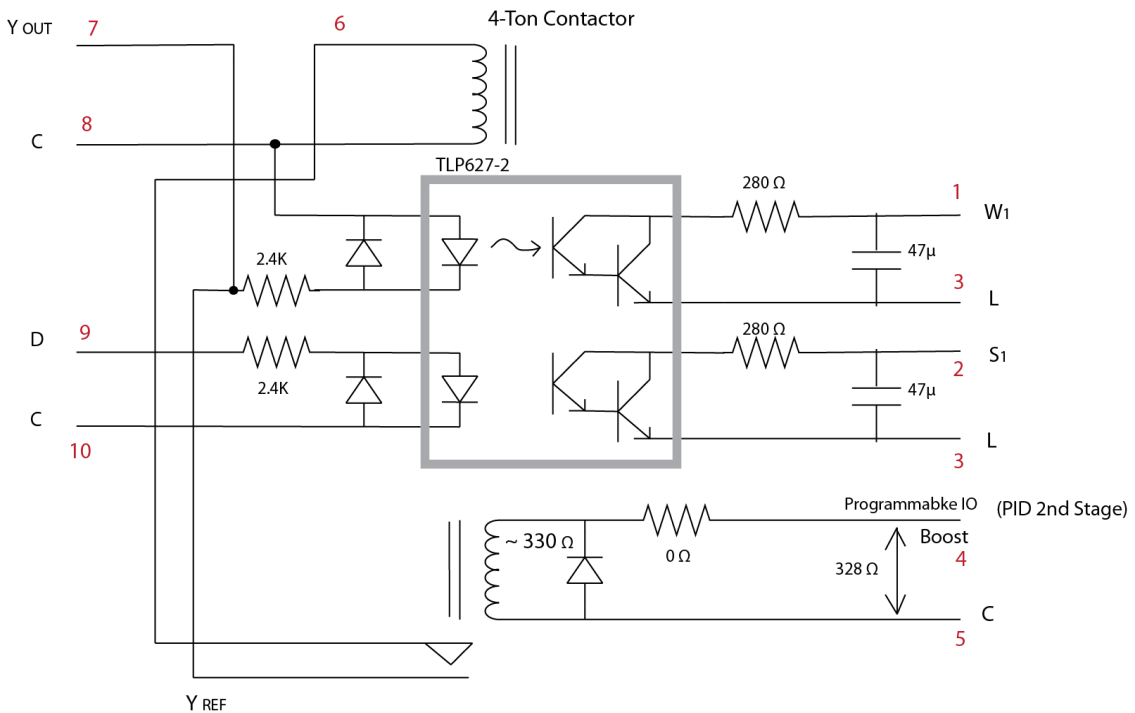 Y OUT
7
6
4-Ton Contactor
8
C
TLP627-2
280 Ω
1
W1
47µ
2.4K
3
L
D
9
280 Ω
S1
2
2.4K
47µ
C
10
L
3
Programmabke IO
(PID 2nd Stage)
~ 330 Ω
Boost
0 Ω
4
328 Ω
C
5
Y REF